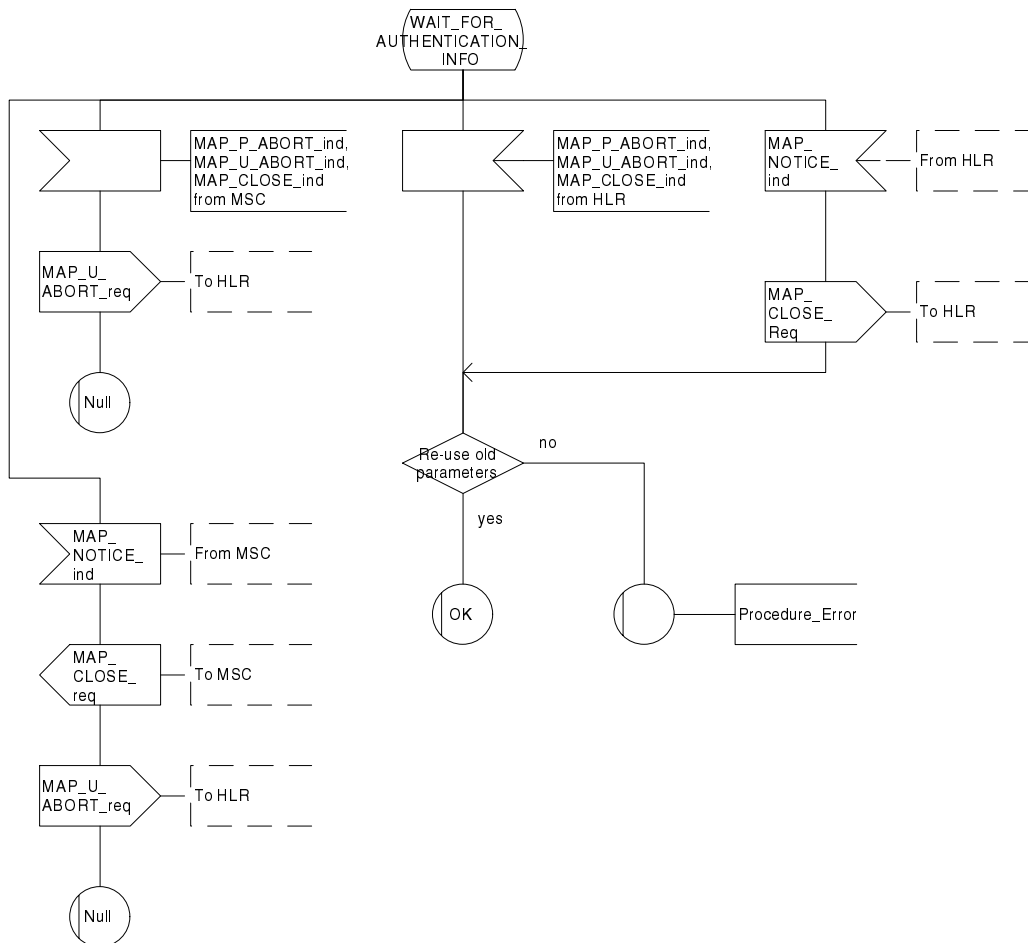 WAIT_FOR_
AUTHENTICATION_
INFO
MAP_P_ABORT_ind,
MAP_U_ABORT_ind,
MAP_CLOSE_ind
from MSC
MAP_P_ABORT_ind,
MAP_U_ABORT_ind,
MAP_CLOSE_ind
from HLR
MAP_
NOTICE_
ind
From HLR
MAP_U_
ABORT_req
To HLR
MAP_
CLOSE_
Req
To HLR
Null
Re-use old
parameters
no
yes
MAP_
NOTICE_
ind
From MSC
OK
Procedure_Error
MAP_
CLOSE_
req
To MSC
MAP_U_
ABORT_req
To HLR
Null